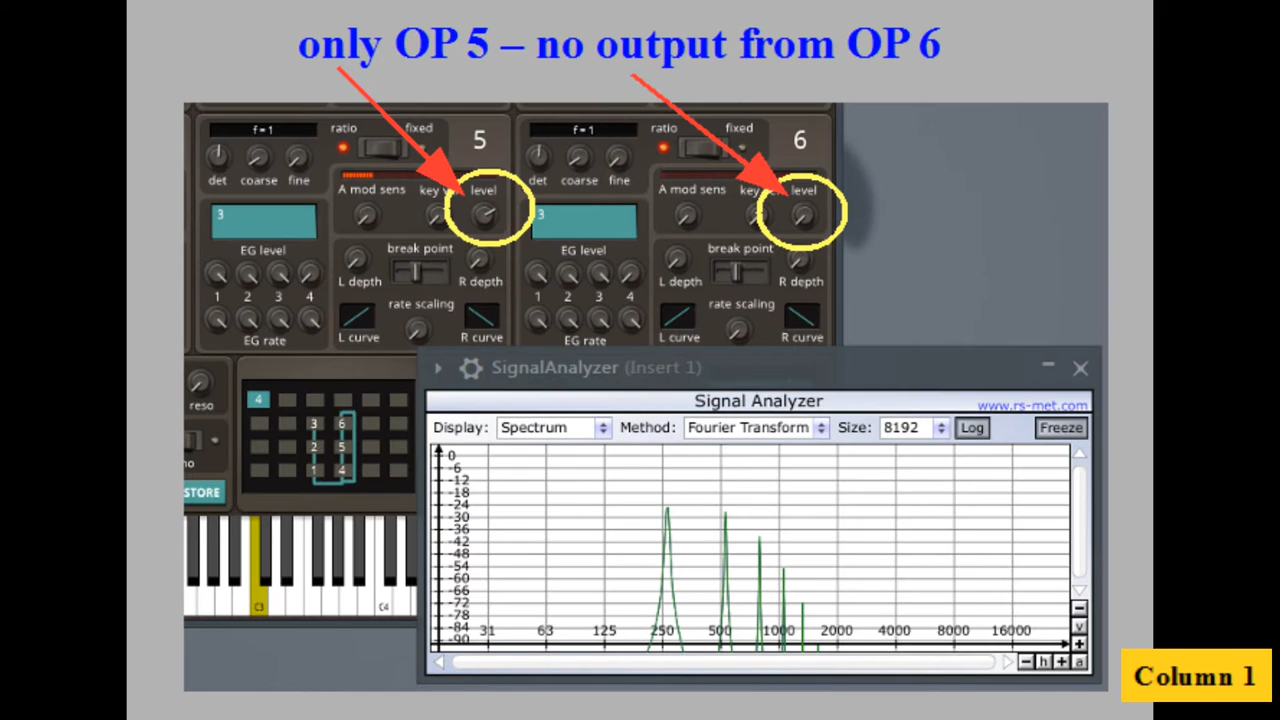 only OP 5 – no output from OP 6
f=1 ratio fixed 5 f=1 ratio fixed 6
det coarse fine A mod sens level det coarse fine A mod sens level
3 3
EG level break point EG level break point
L depth R depth L depth R depth
1 2 3 4 rate scaling 1 2 3 4 rate scaling
EG rate L curve R curve EG rate L curve R curve
SignalAnalyzer (Insert 1)
reso 4
Signal Analyzer www.rs-met.com
3 6
Display: Spectrum Method: Fourier Transform Size: 8192 Log Freeze
2 5
1 4
STORE
0
-6
-12
-18
-24
-30
-36
-42
-48
-54
-60
-66
-72
-78
-84
-90
31 63 125 250 500 1000 2000 4000 8000 16000
C3 C4
- v +
- h + a
Column 1